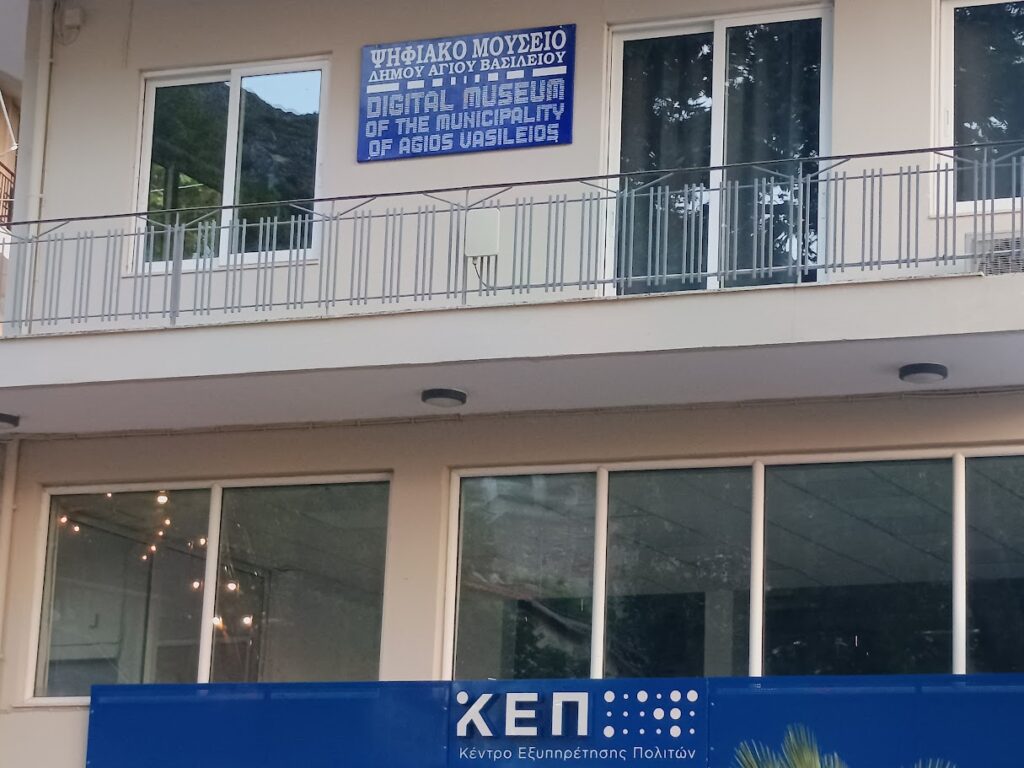 ΨΗΦΙΑΚΟ ΜΟΥΣΕΙΟ
ΔΗΜΟΥ ΑΓΙΟΥ ΒΑΣΙΛΕΙΟΥ
DIGITAL MUSEUM
OF THE MUNICIPALITY
OF AGIOS VASILEIOS
ΚΕΠ
Κέντρο Εξυπηρέτησης Πολιτών